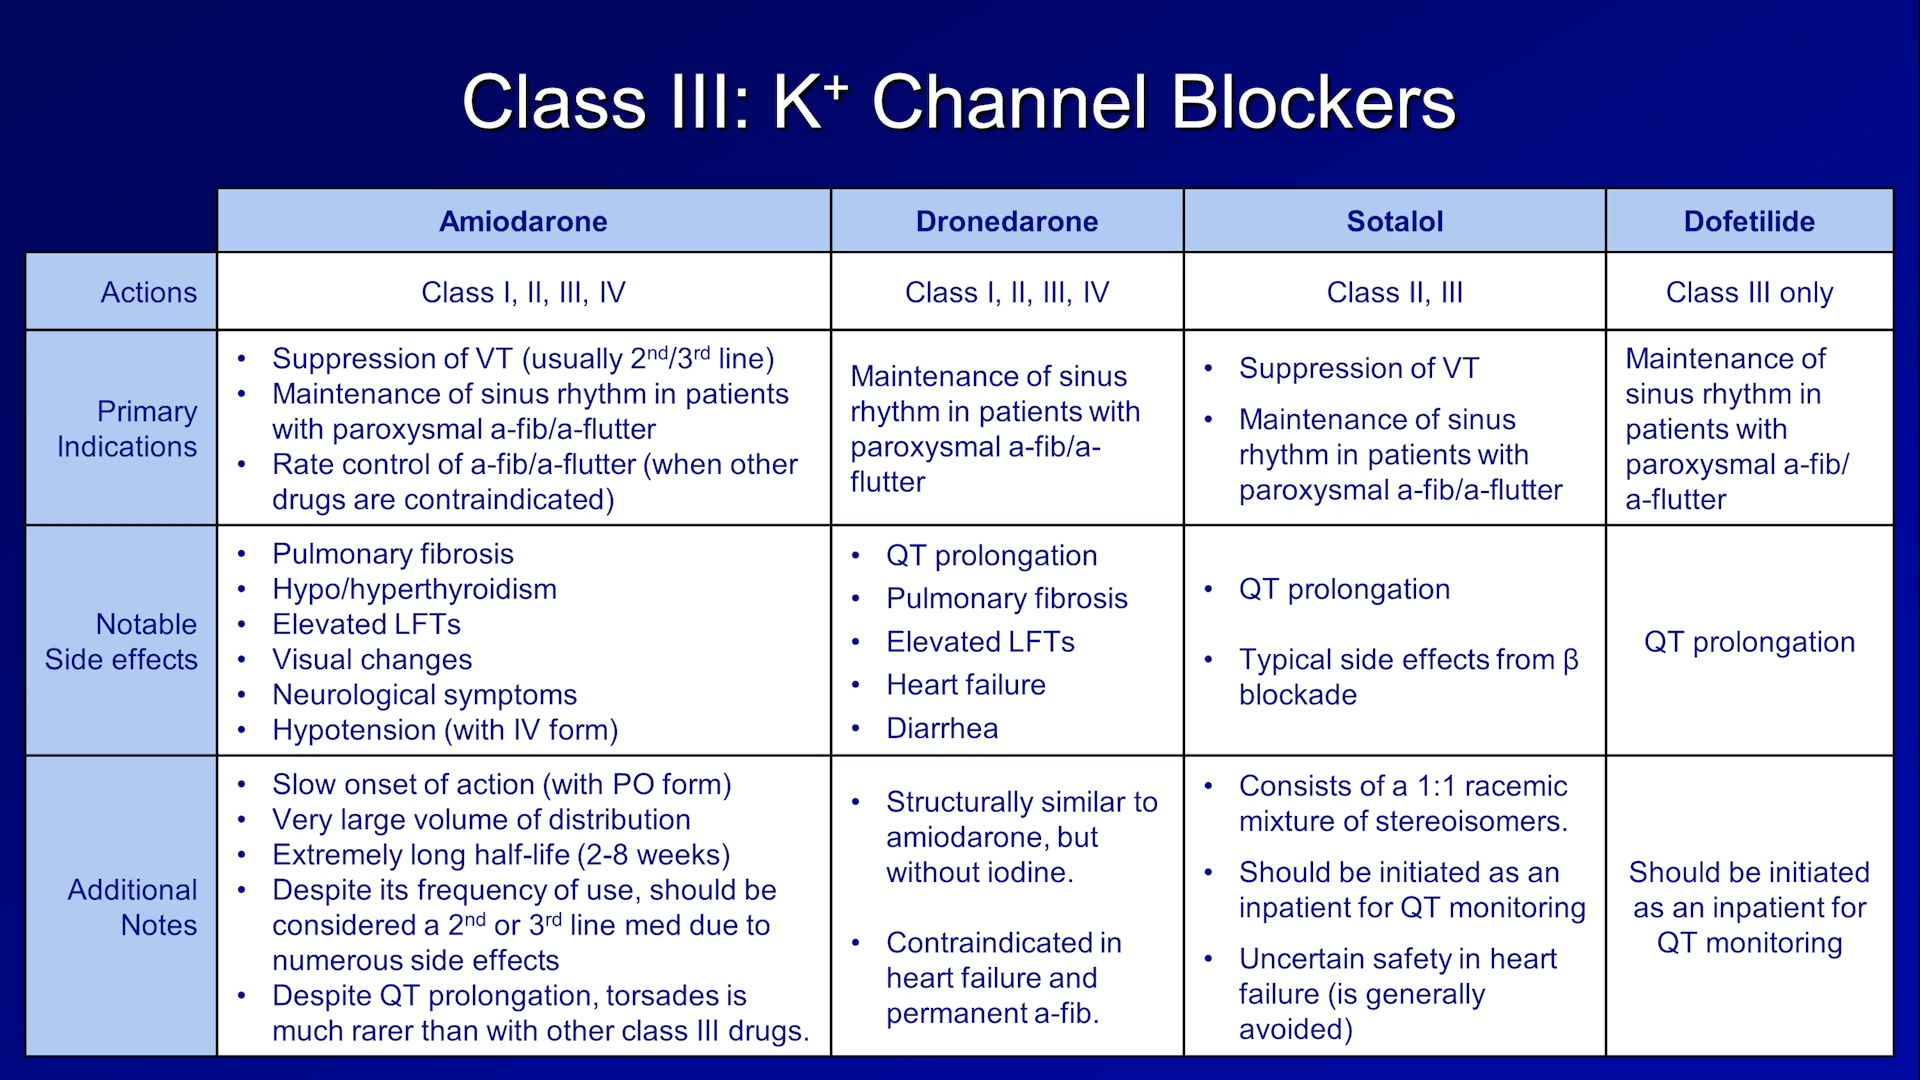 Class III: K⁺ Channel Blockers
Amiodarone
Dronedarone
Sotalol
Dofetilide
Actions
Class I, II, III, IV
Class I, II, III, IV
Class II, III
Class III only
Primary
Indications
• Suppression of VT (usually 2ⁿᵈ/3ʳᵈ line)
• Maintenance of sinus rhythm in patients
with paroxysmal a-fib/a-flutter
• Rate control of a-fib/a-flutter (when other
drugs are contraindicated)
Maintenance of sinus
rhythm in patients with
paroxysmal a-fib/a-
flutter
• Suppression of VT
• Maintenance of sinus
rhythm in patients with
paroxysmal a-fib/a-flutter
Maintenance of
sinus rhythm in
patients with
paroxysmal a-fib/
a-flutter
Notable
Side effects
• Pulmonary fibrosis
• Hypo/hyperthyroidism
• Elevated LFTs
• Visual changes
• Neurological symptoms
• Hypotension (with IV form)
• QT prolongation
• Pulmonary fibrosis
• Elevated LFTs
• Heart failure
• Diarrhea
• QT prolongation
• Typical side effects from β
blockade
QT prolongation
Additional
Notes
• Slow onset of action (with PO form)
• Very large volume of distribution
• Extremely long half-life (2-8 weeks)
• Despite its frequency of use, should be
considered a 2ⁿᵈ or 3ʳᵈ line med due to
numerous side effects
• Despite QT prolongation, torsades is
much rarer than with other class III drugs.
• Structurally similar to
amiodarone, but
without iodine.
• Contraindicated in
heart failure and
permanent a-fib.
• Consists of a 1:1 racemic
mixture of stereoisomers.
• Should be initiated as an
inpatient for QT monitoring
• Uncertain safety in heart
failure (is generally
avoided)
Should be initiated
as an inpatient for
QT monitoring